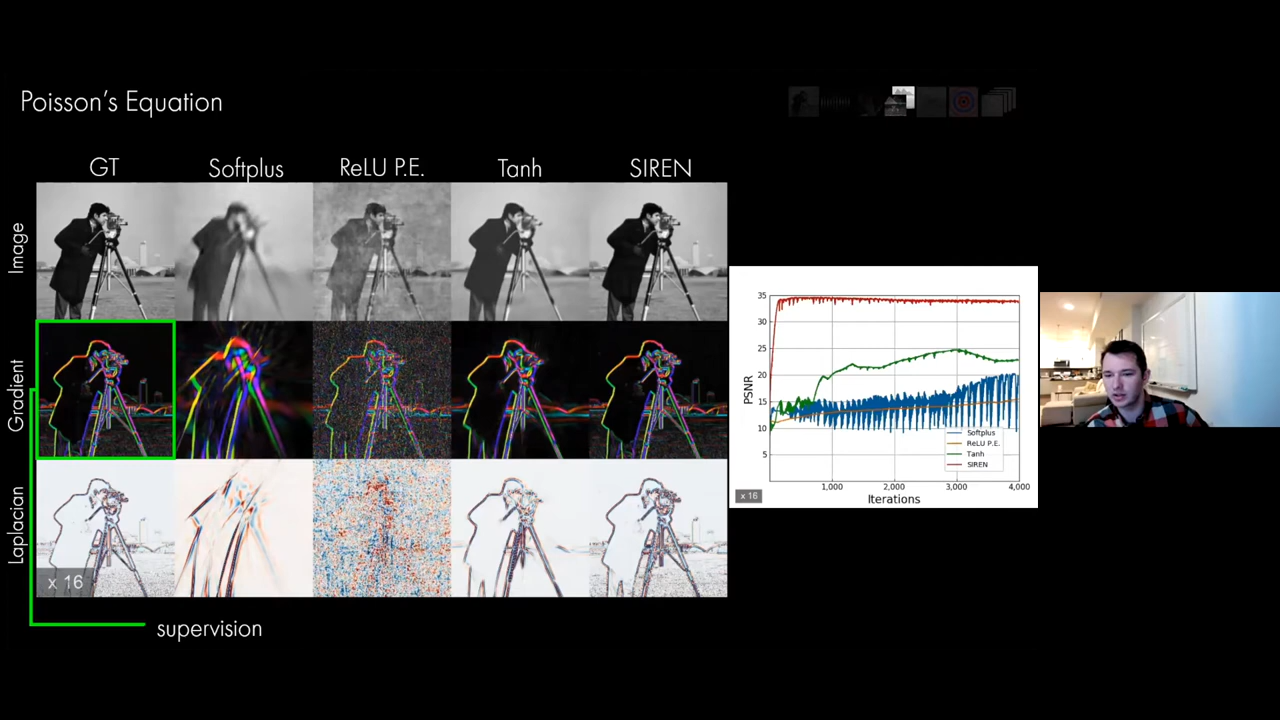 Poisson's Equation
GT Softplus ReLU P.E. Tanh SIREN
Image
Gradient
Laplacian
x 16
supervision
PSNR
35
30
25
20
15
10
5
Softplus
ReLU P.E.
Tanh
SIREN
1,000 2,000 3,000 4,000
Iterations
x 16